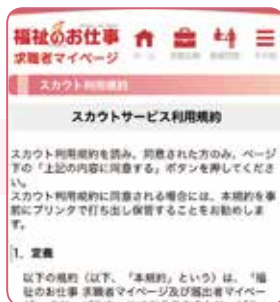 福祉のお仕事
求職者マイページ
スカウト利用規約
スカウトサービス利用規約
スカウト利用規約を読み、同意された方のみ、ページ
下の「上記の内容に同意する」ボタンを押してくださ
い。
スカウト利用規約に同意される場合には、本規約を事
前にプリンタで打ち出し保管することをお勧めしま
す。
1. 定義
以下の規約（以下、「本規約」という）は、「福
祉のお仕事 求職者マイページ及び届出者マイペー